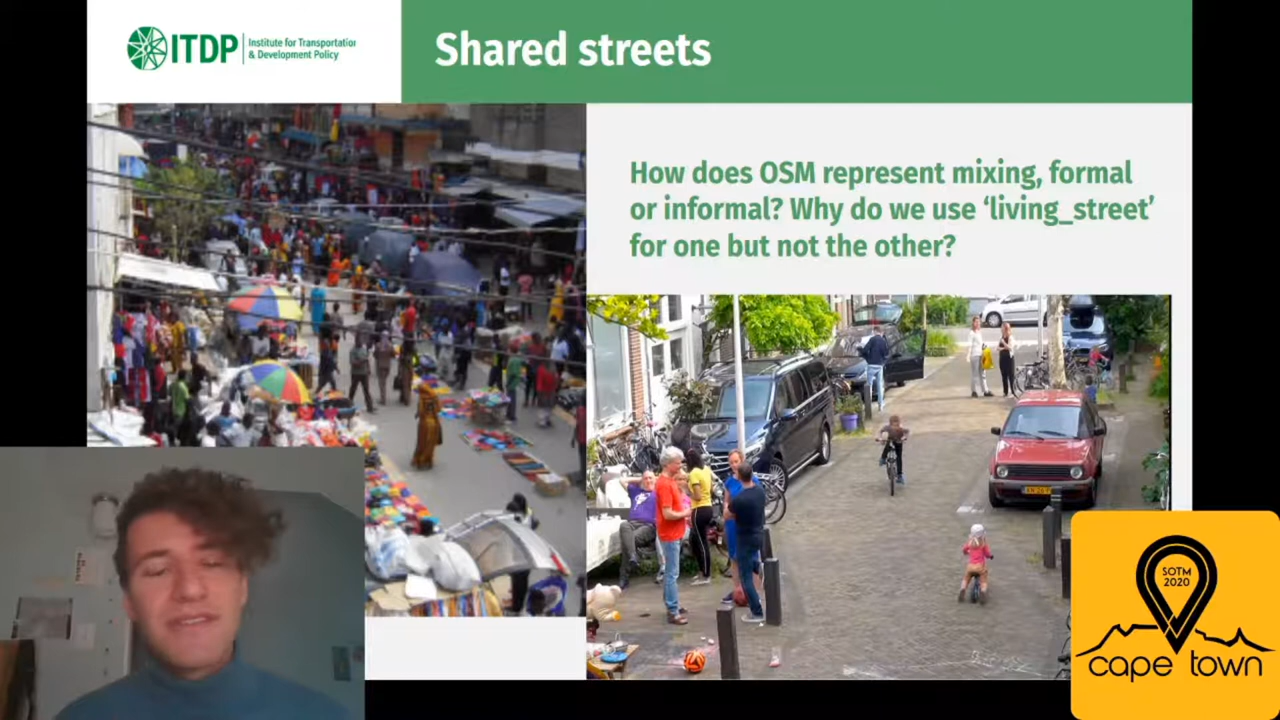 ITDP
Institute for Transportation
& Development Policy
Shared streets
How does OSM represent mixing, formal
or informal? Why do we use ‘living_street’
for one but not the other?
SOTM
2020
cape town